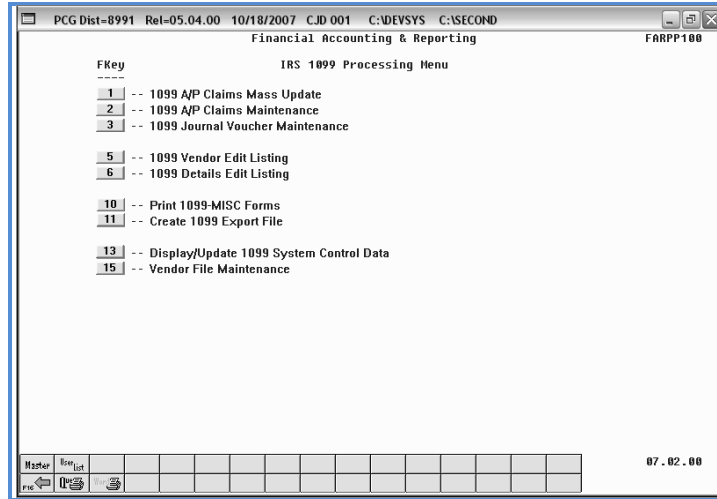 PCG Dist=8991 Rel=05.04.00 10/18/2007 CJD 001 C:\DEVSYS C:\SECOND
Financial Accounting & Reporting FARPP100
FKey IRS 1099 Processing Menu
----
1 -- 1099 A/P Claims Mass Update
2 -- 1099 A/P Claims Maintenance
3 -- 1099 Journal Voucher Maintenance
5 -- 1099 Vendor Edit Listing
6 -- 1099 Details Edit Listing
10 -- Print 1099-MISC Forms
11 -- Create 1099 Export File
13 -- Display/Update 1099 System Control Data
15 -- Vendor File Maintenance
Master User List 07.02.00
F16